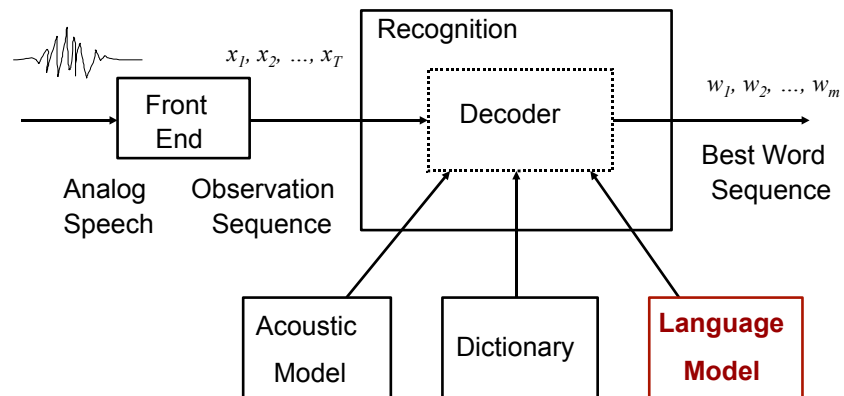 Recognition
x1, x2, ..., xT
w1, w2, ..., wm
Front
End
Decoder
Analog
Speech
Observation
Sequence
Best Word
Sequence
Acoustic
Model
Dictionary
Language
Model